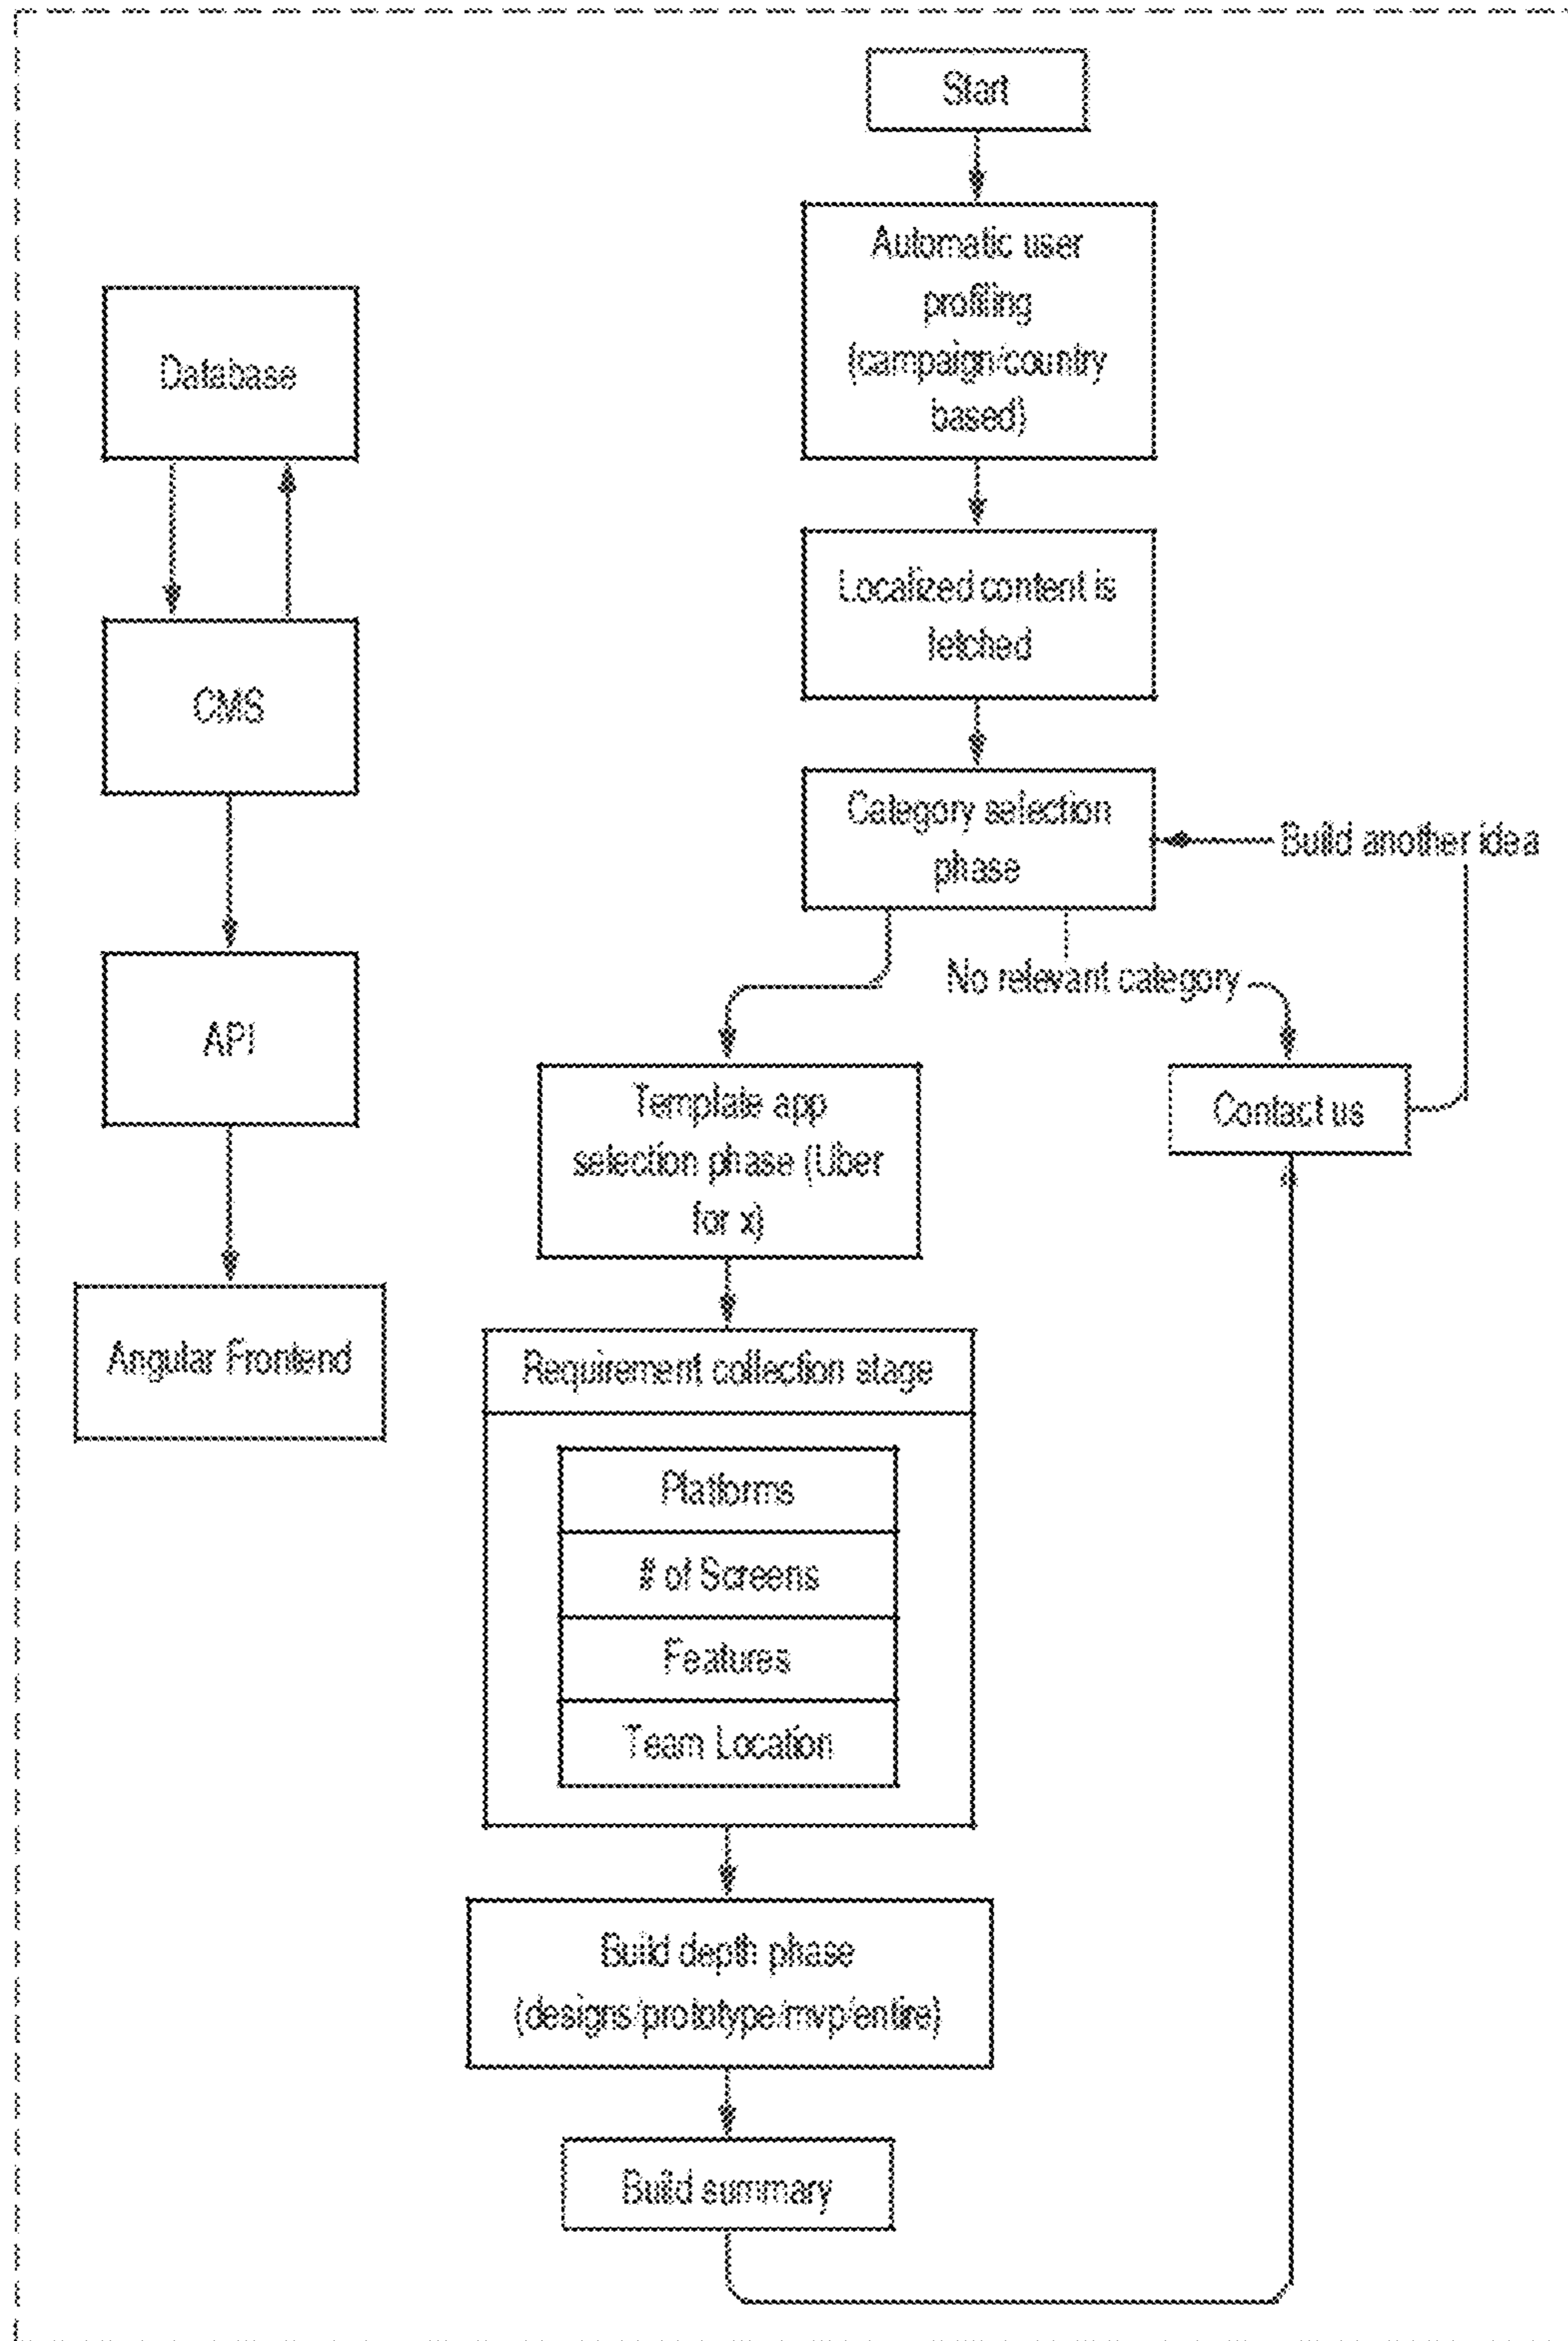 Start
Automatic user
profiling
(campaign/country
based)
Database
Localized content is
fetched
CMS
Category selection
phase
Build another idea
No relevant category
API
Template app
selection phase (Uber
for x)
Contact us
Angular Frontend
Requirement collection stage
Platforms
# of Screens
Features
Team Location
Build depth phase
(designs/prototype/mvp/entire)
Build summary